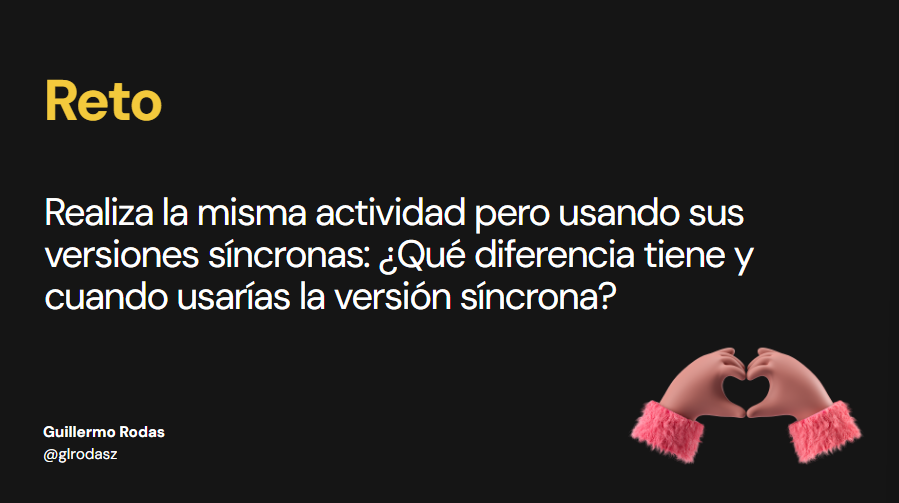 Reto
Realiza la misma actividad pero usando sus
versiones síncronas: ¿Qué diferencia tiene y
cuando usarías la versión síncrona?
Guillermo Rodas
@glrodasz